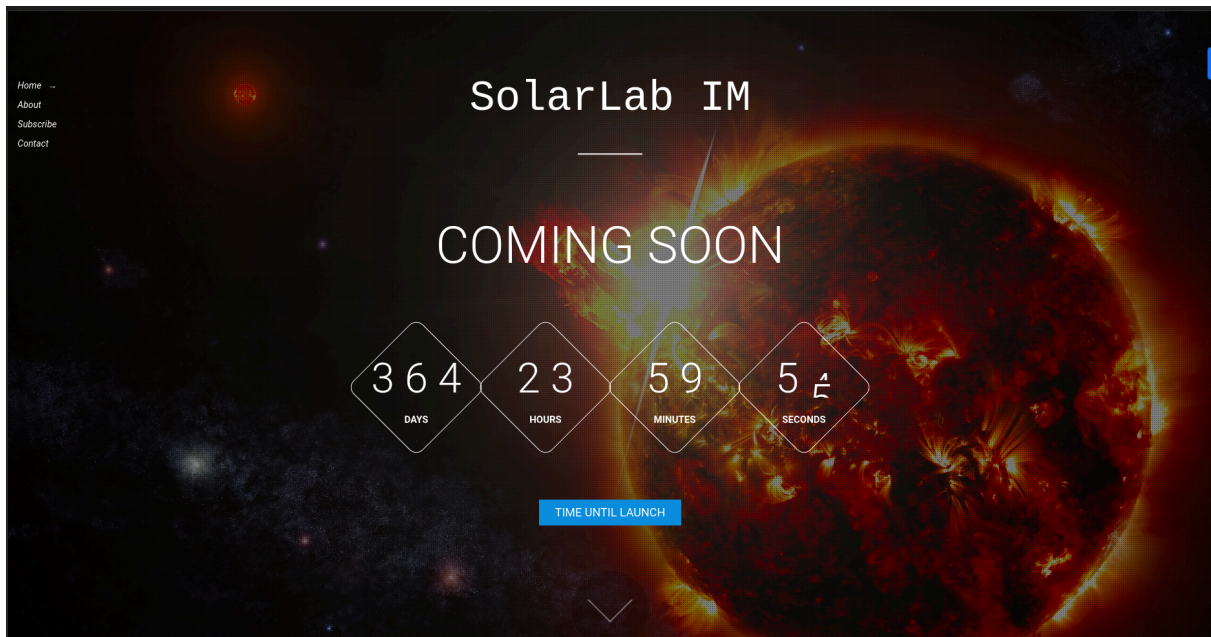 Home →
About
Subscribe
Contact
SolarLab IM
COMING SOON
364 23 59 5
DAYS HOURS MINUTES SECONDS
TIME UNTIL LAUNCH